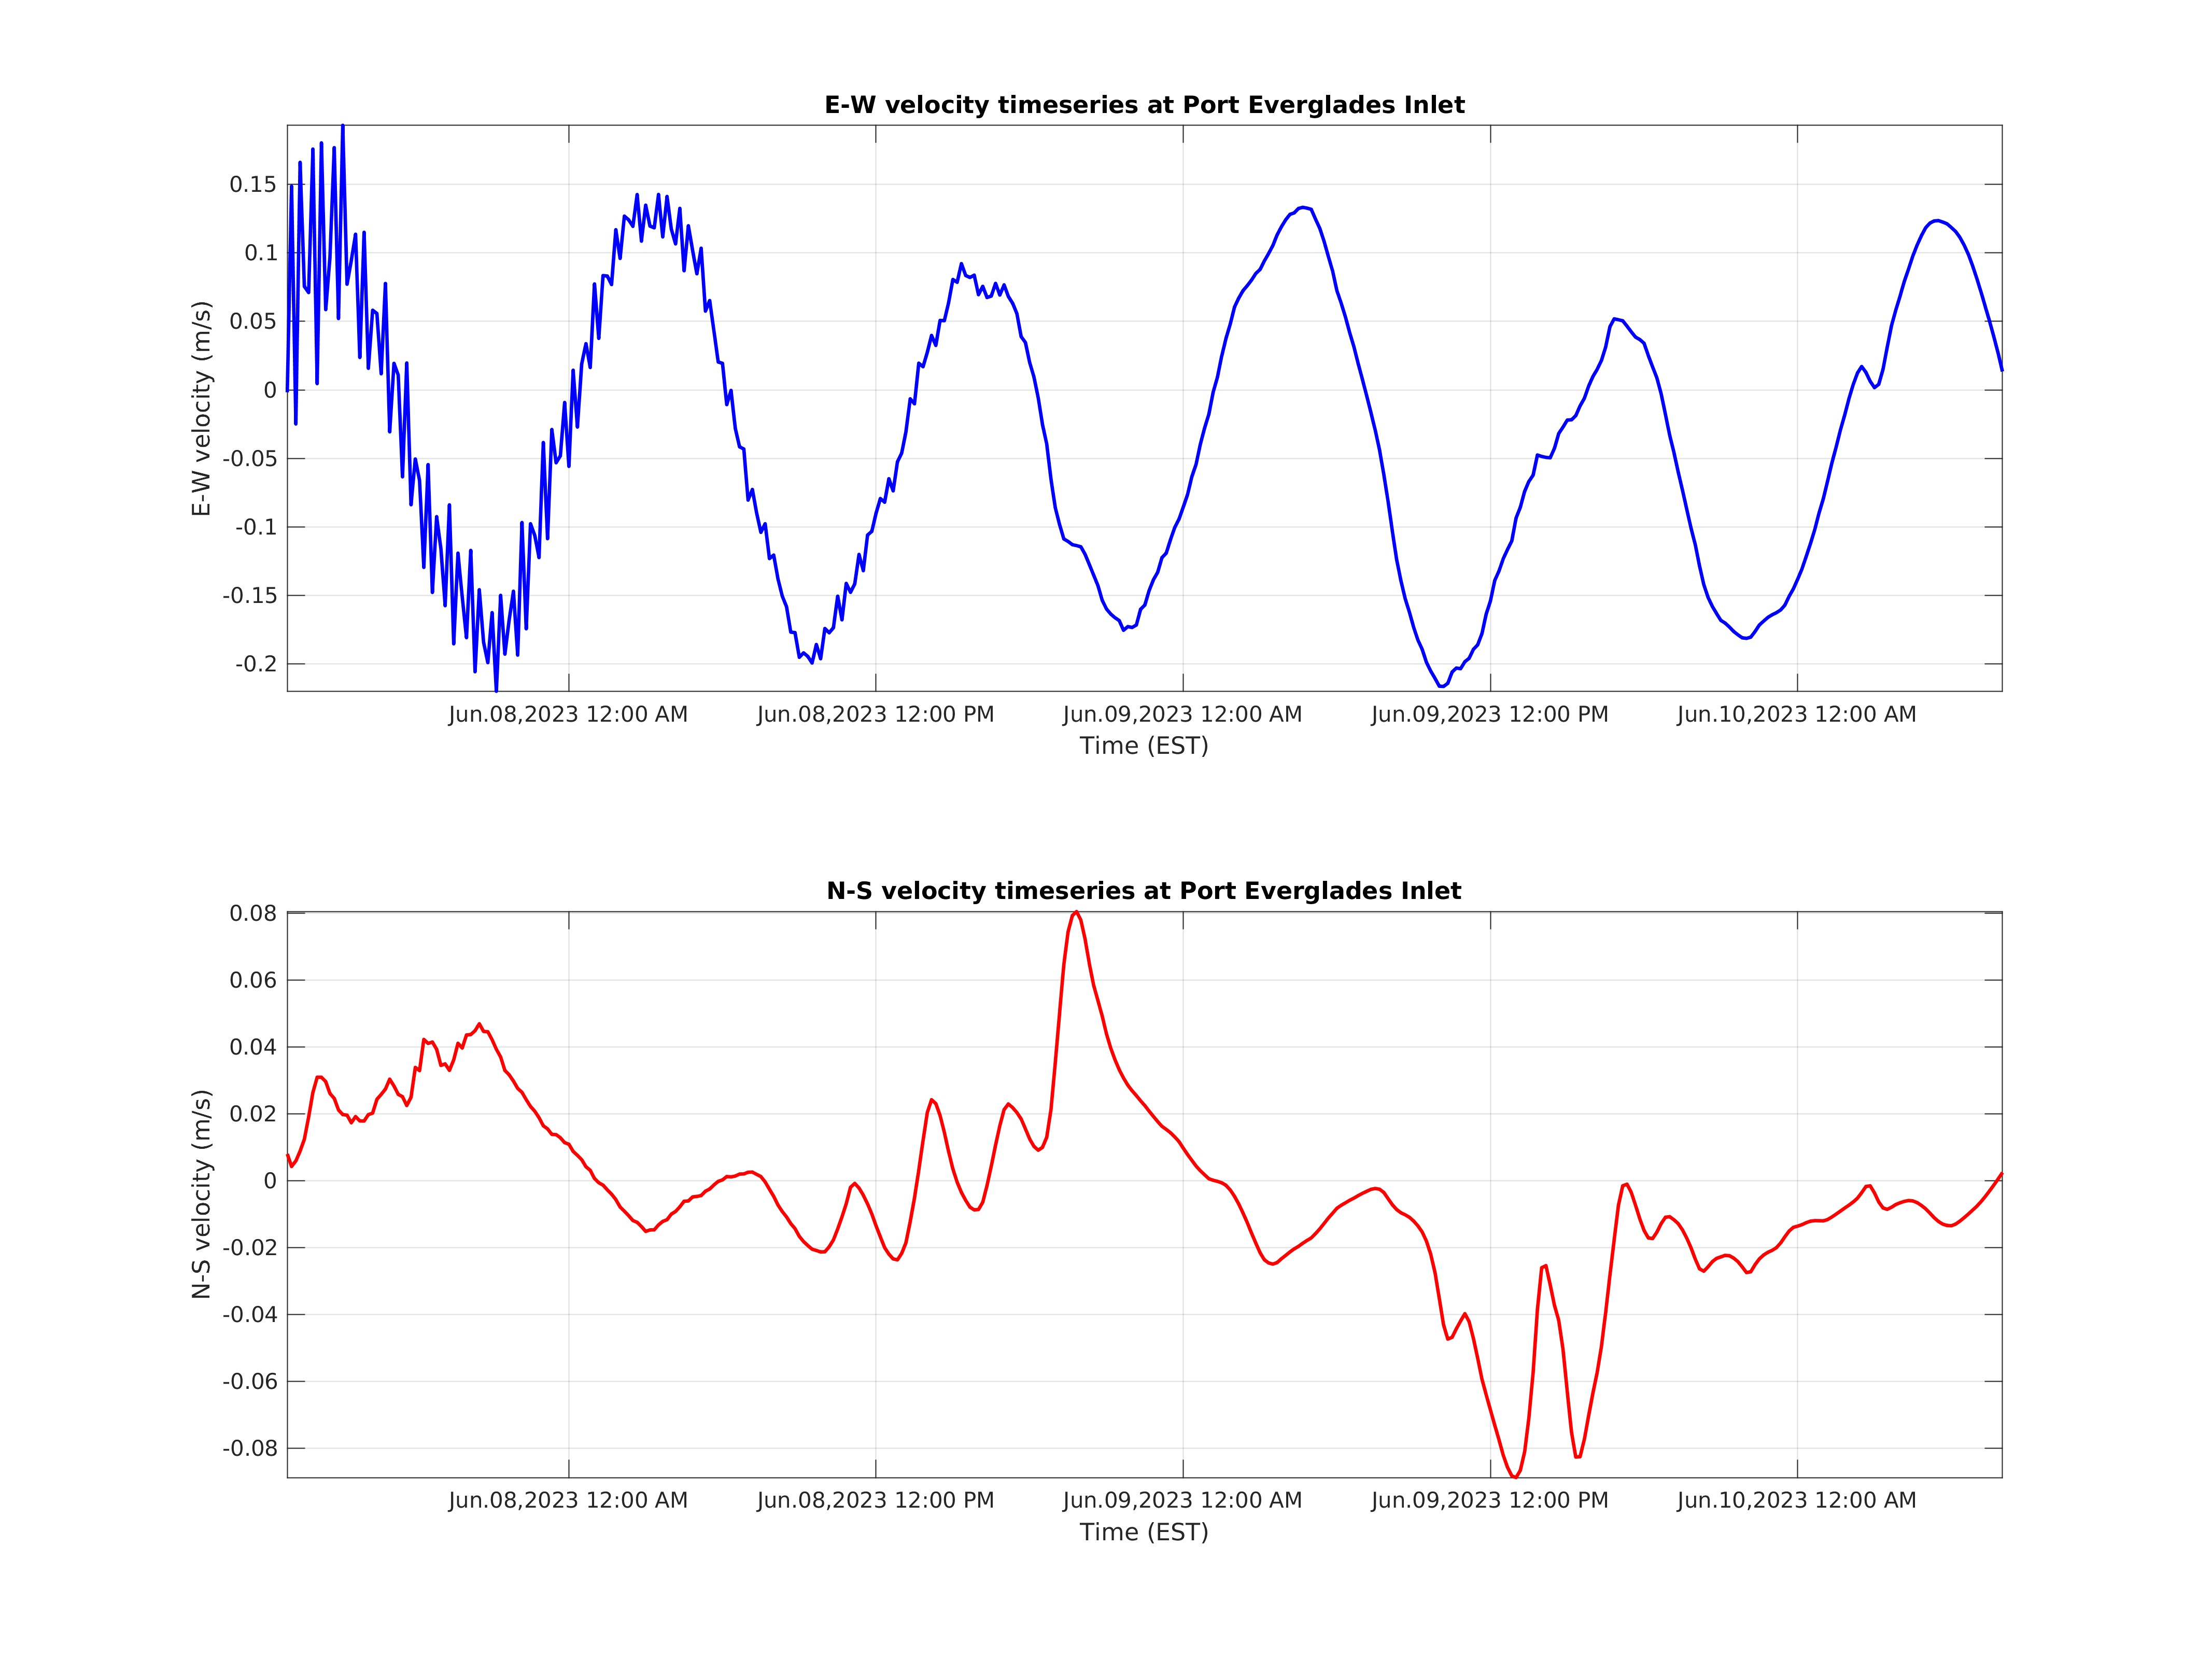 E-W velocity timeseries at Port Everglades Inlet
0.15
0.1
0.05
0
-0.05
-0.1
-0.15
-0.2
E-W velocity (m/s)
Jun.08,2023 12:00 AM Jun.08,2023 12:00 PM Jun.09,2023 12:00 AM Jun.09,2023 12:00 PM Jun.10,2023 12:00 AM
Time (EST)
N-S velocity timeseries at Port Everglades Inlet
0.08
0.06
0.04
0.02
0
-0.02
-0.04
-0.06
-0.08
N-S velocity (m/s)
Jun.08,2023 12:00 AM Jun.08,2023 12:00 PM Jun.09,2023 12:00 AM Jun.09,2023 12:00 PM Jun.10,2023 12:00 AM
Time (EST)